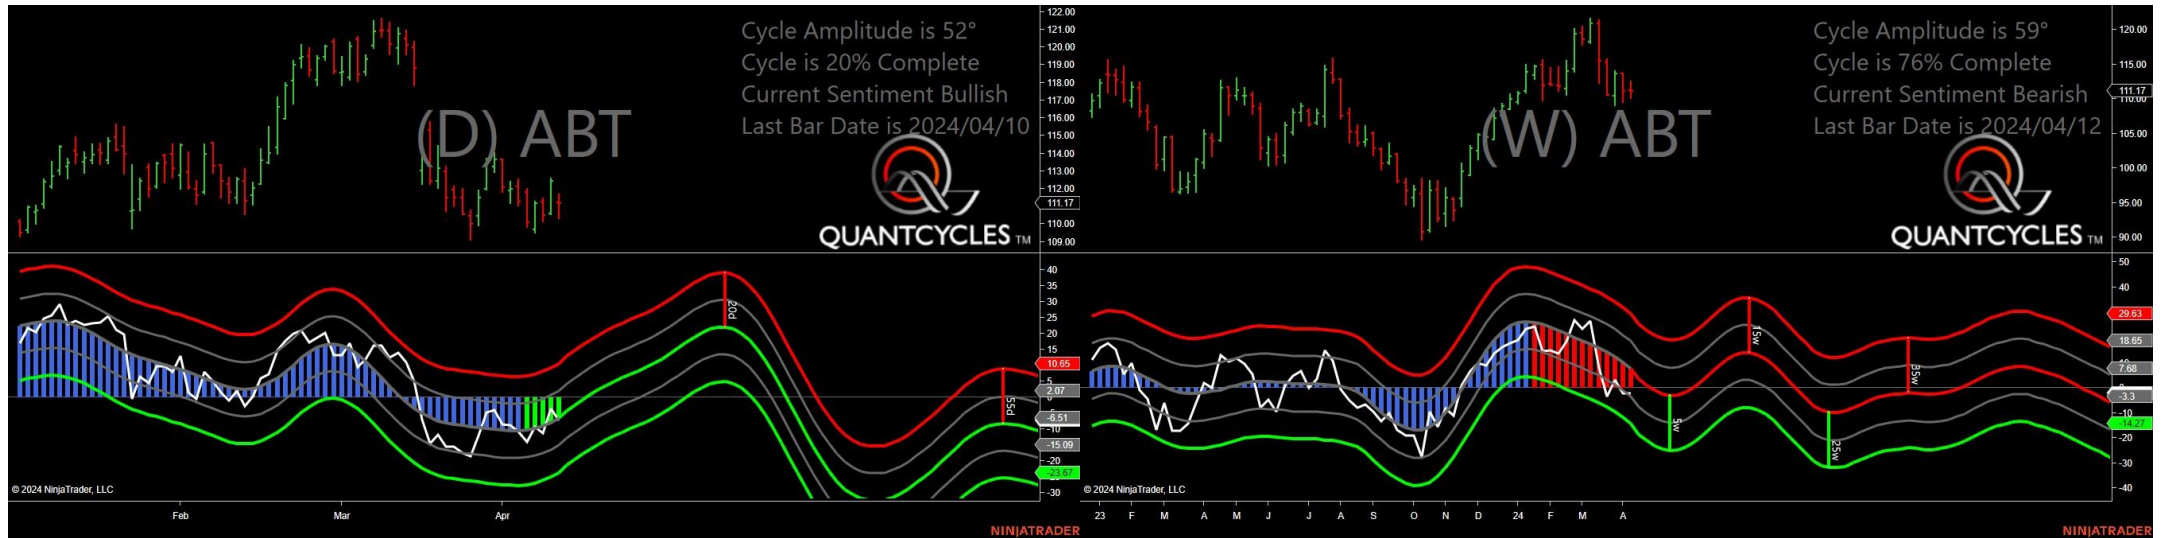 Cycle Amplitude is 52°
Cycle is 20% Complete
Current Sentiment Bullish
Last Bar Date is 2024/04/10
(D) ABT
QUANTCYCLES TM
122.00
121.00
120.00
119.00
118.00
117.00
116.00
115.00
114.00
113.00
112.00
111.17
110.00
109.00
40
35
30
25
20
15
10.65
5
2.07
-6.51
-10
-15.09
-20
-23.67
-30
20d
55d
© 2024 NinjaTrader, LLC
Feb Mar Apr
NINJATRADER
Cycle Amplitude is 59°
Cycle is 76% Complete
Current Sentiment Bearish
Last Bar Date is 2024/04/12
(W) ABT
QUANTCYCLES TM
120.00
115.00
111.17
110.00
105.00
100.00
95.00
90.00
50
40
29.63
18.65
7.68
-3.3
-10
-14.27
-20
-30
-40
5w
15w
25w
35w
© 2024 NinjaTrader, LLC
23 F M A M J J A S O N D 24 F M A
NINJATRADER